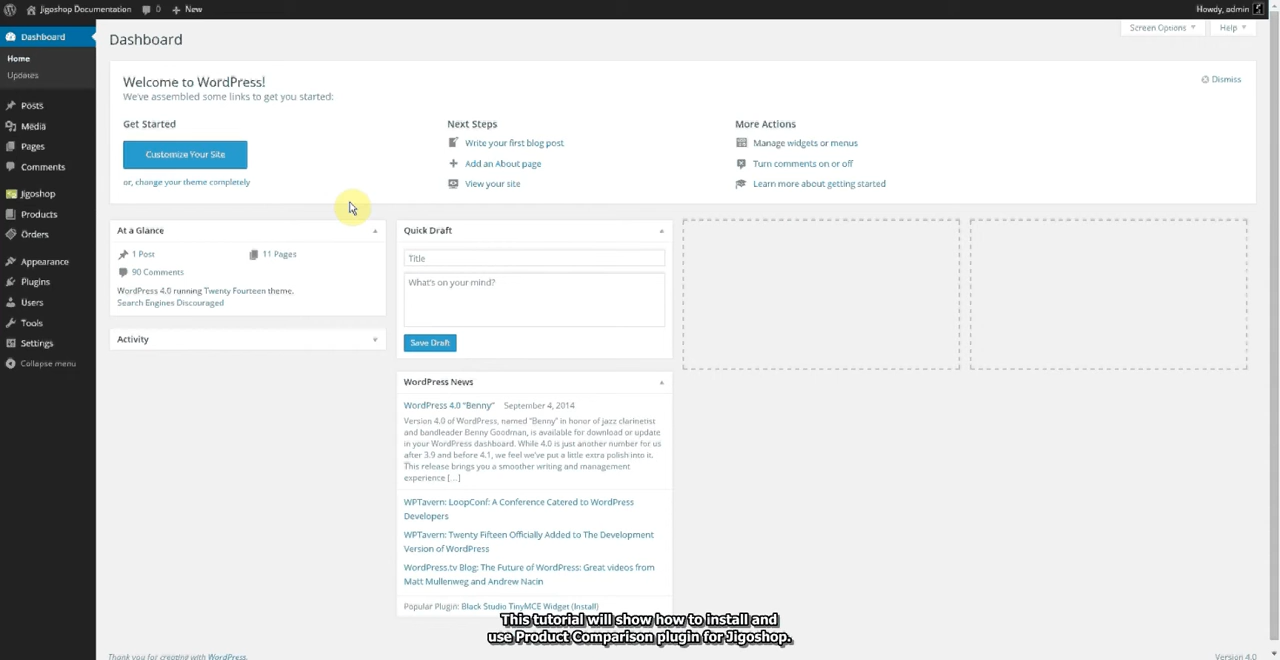 Jigoshop Documentation 0 New Howdy, admin
Dashboard
Home
Updates
Posts
Media
Pages
Comments
Jigoshop
Products
Orders
Appearance
Plugins
Users
Tools
Settings
Collapse menu
Dashboard
Screen Options Help
Welcome to WordPress!
We've assembled some links to get you started:
Dismiss
Get Started
Customize Your Site
or, change your theme completely
Next Steps
Write your first blog post
Add an About page
View your site
More Actions
Manage widgets or menus
Turn comments on or off
Learn more about getting started
At a Glance
1 Post 11 Pages
90 Comments
WordPress 4.0 running Twenty Fourteen theme.
Search Engines Discouraged
Activity
Quick Draft
Title
What's on your mind?
Save Draft
WordPress News
WordPress 4.0 "Benny" September 4, 2014
Version 4.0 of WordPress, named "Benny" in honor of jazz clarinetist
and bandleader Benny Goodman, is available for download or update
in your WordPress dashboard. While 4.0 is just another number for us
after 3.9 and before 4.1, we feel we've put a little extra polish into it.
This release brings you a smoother writing and management
experience [...]
WPTavern: LoopConf: A Conference Catered to WordPress
Developers
WPTavern: Twenty Fifteen Officially Added to The Development
Version of WordPress
WordPress.tv Blog: The Future of WordPress: Great videos from
Matt Mullenweg and Andrew Nacin
Popular Plugin: Black Studio TinyMCE Widget (Install)
This tutorial will show how to install and
use Product Comparison plugin for Jigoshop.
Thank you for creating with WordPress. Version 4.0